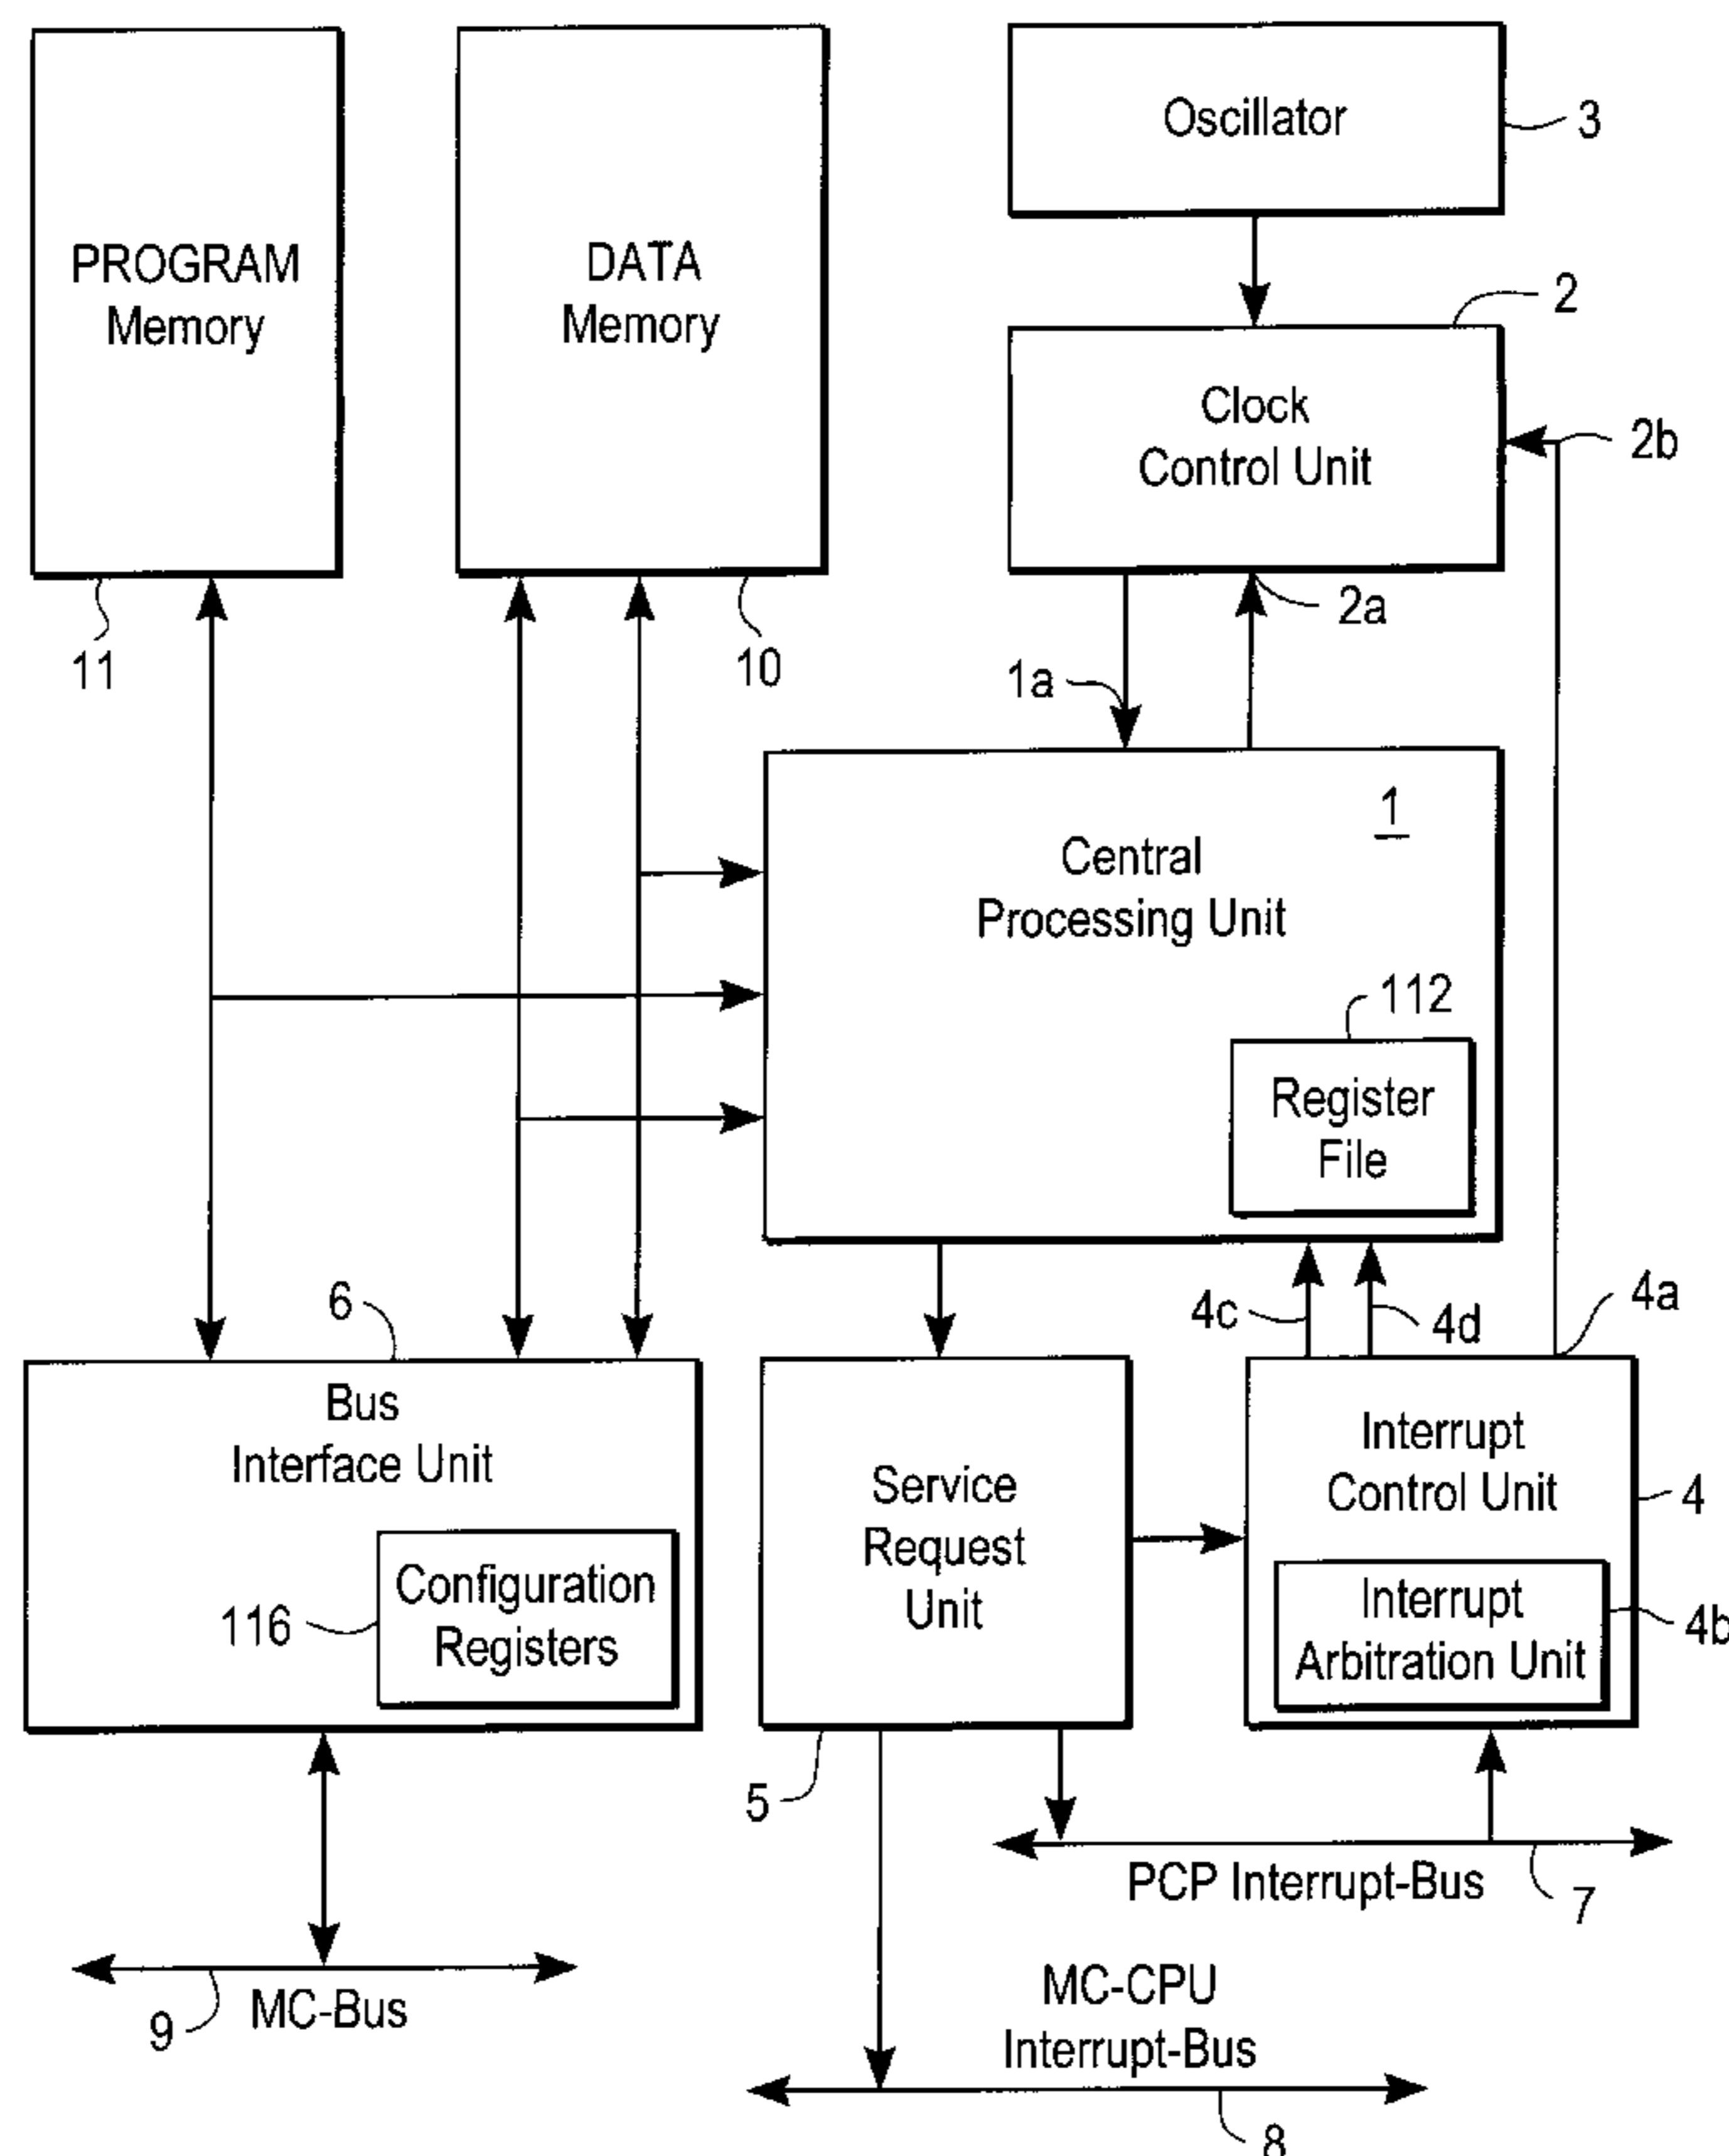 PROGRAM
Memory
11
DATA
Memory
10
Oscillator
3
2
Clock
Control Unit
2b
2a
1a
1
Central
Processing Unit
112
Register
File
6
4c
4d
4a
Bus
Interface Unit
Configuration
Registers
116
Service
Request
Unit
5
Interrupt
Control Unit
4
Interrupt
Arbitration Unit
4b
PCP Interrupt-Bus
7
9
MC-Bus
MC-CPU
Interrupt-Bus
8